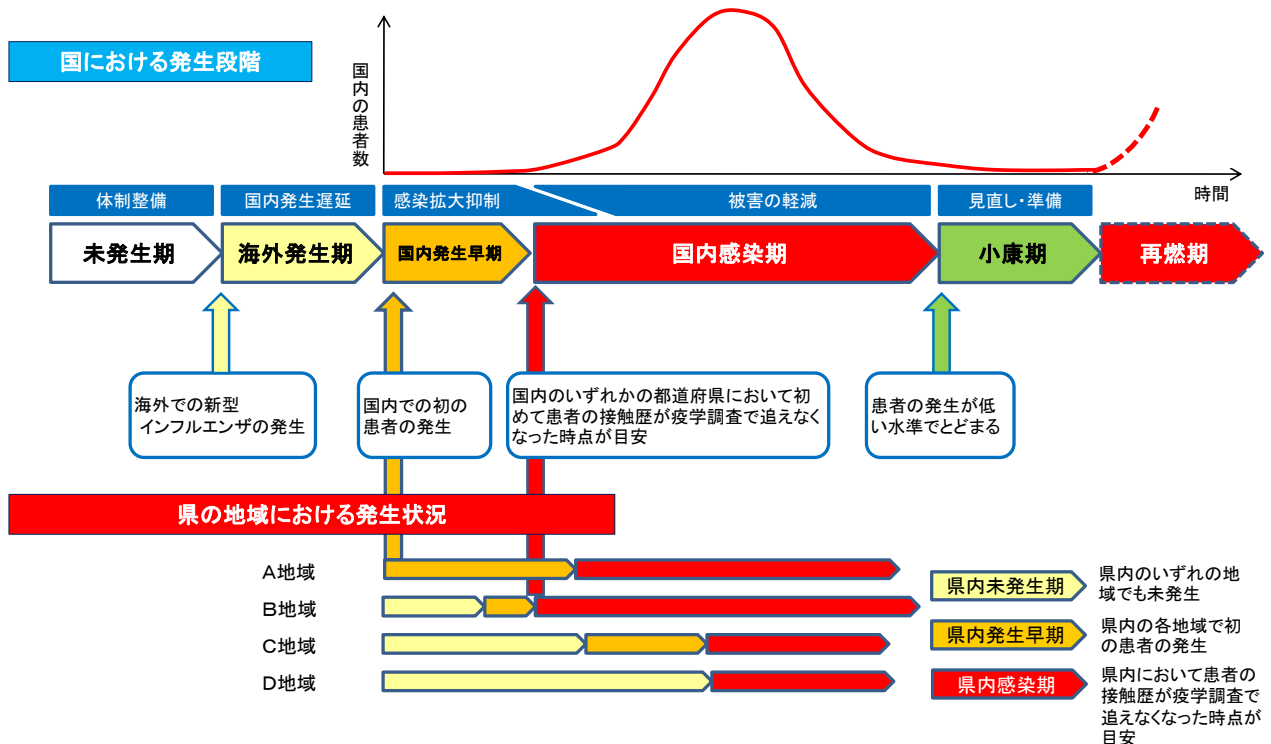 国における発生段階
国内の患者数
時間
体制整備
国内発生遅延
感染拡大抑制
被害の軽減
見直し・準備
未発生期
海外発生期
国内発生早期
国内感染期
小康期
再燃期
海外での新型
インフルエンザの発生
国内での初の
患者の発生
国内のいずれかの都道府県において初
めて患者の接触歴が疫学調査で追えなく
なった時点が目安
患者の発生が低
い水準でとどまる
県の地域における発生状況
A地域
B地域
C地域
D地域
県内未発生期
県内のいずれの地
域でも未発生
県内発生早期
県内の各地域で初
の患者の発生
県内感染期
県内において患者の
接触歴が疫学調査で
追えなくなった時点が
目安